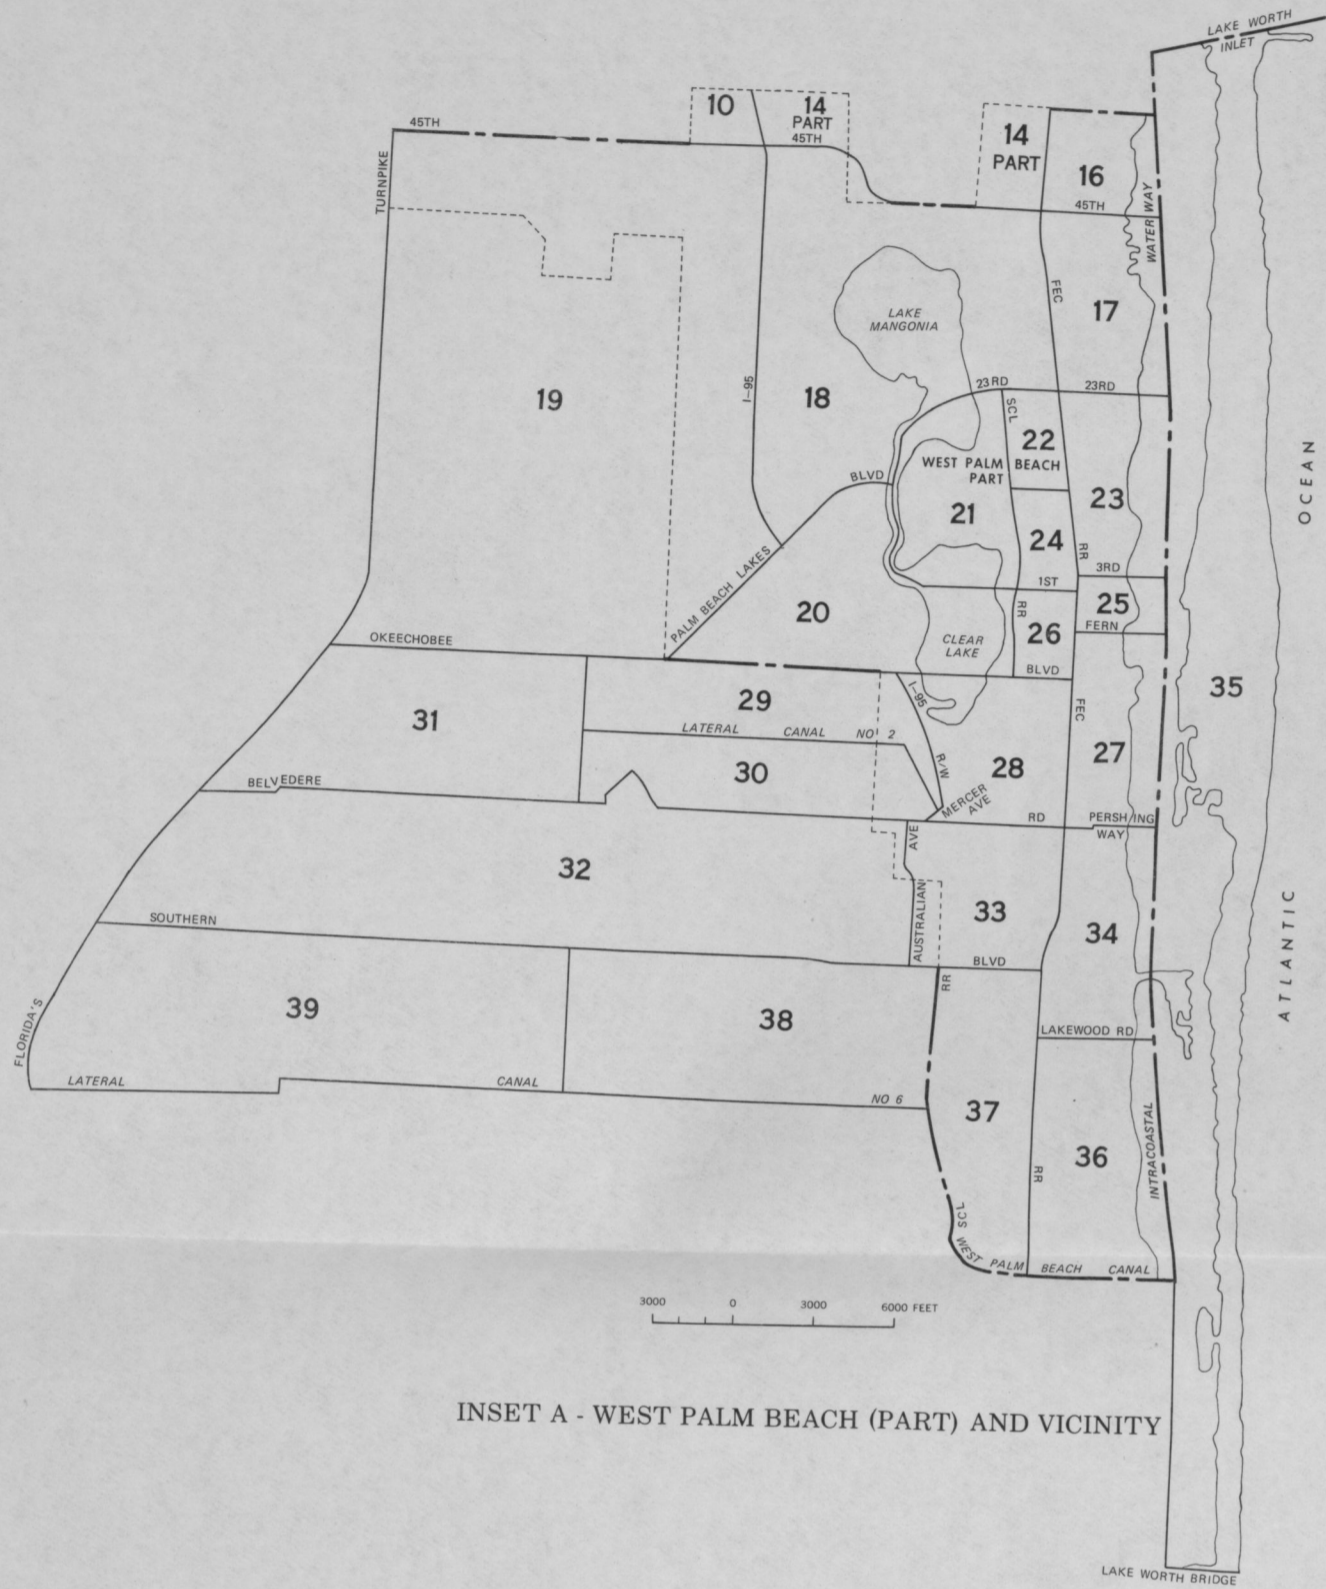 LAKE WORTH
INLET
10
14
PART
45TH
45TH
14
PART
16
45TH
TURNPIKE
WATER WAY
FEC
17
LAKE
MANGONIA
I-95
19
18
23RD
23RD
SCL
22
WEST PALM BEACH
PART
BLVD
21
23
24
OCEAN
RR
3RD
1ST
PALM BEACH LAKES
20
RR
25
26
FERN
OKEECHOBEE
CLEAR
LAKE
BLVD
35
29
I-95
31
FEC
LATERAL CANAL NO 2
R/W
27
30
28
BELVEDERE
MERCER
AVE
RD
PERSHING
WAY
AVE
32
AUSTRALIAN
33
34
SOUTHERN
BLVD
RR
ATLANTIC
39
38
FLORIDA'S
LAKEWOOD RD
LATERAL
CANAL
NO 6
37
INTRACOASTAL
36
RR
SCL
WEST PALM BEACH CANAL
3000 0 3000 6000 FEET
INSET A - WEST PALM BEACH (PART) AND VICINITY
LAKE WORTH BRIDGE